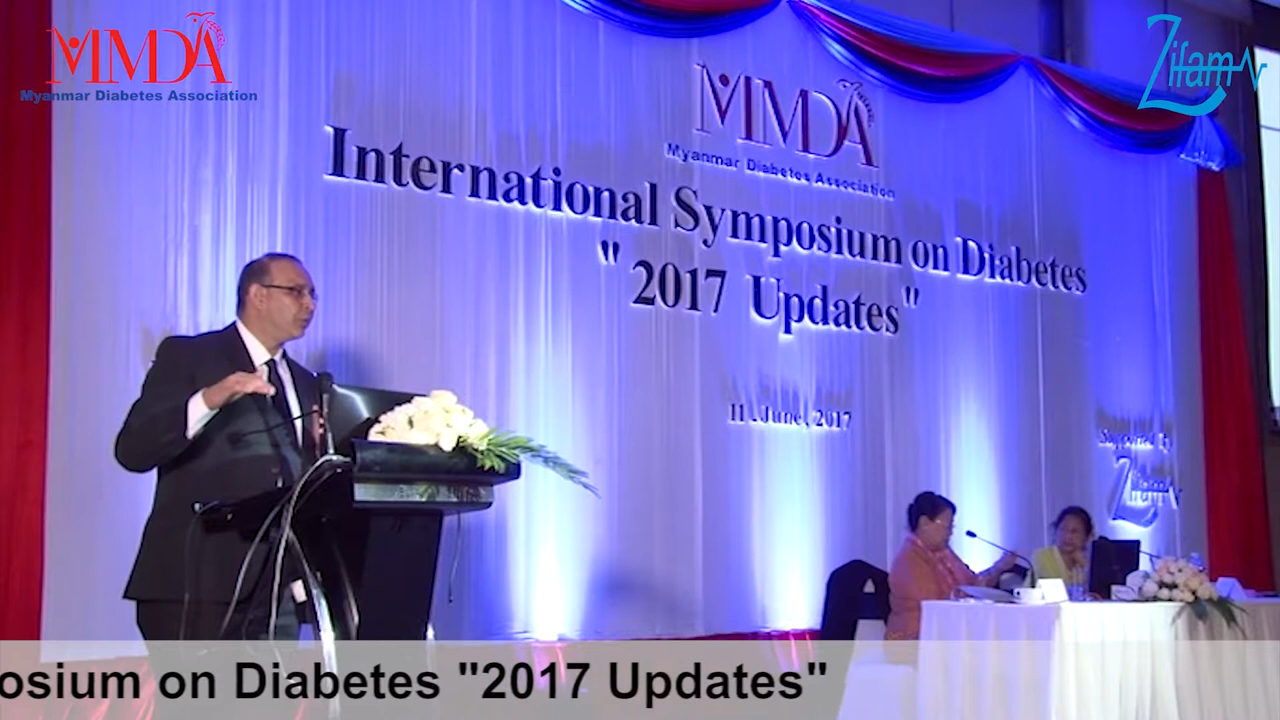 MMDA
Myanmar Diabetes Association
Zifam
MMDA
Myanmar Diabetes Association
International Symposium on Diabetes
" 2017 Updates"
11 . June , 2017
Supported By
Zifam
osium on Diabetes "2017 Updates"